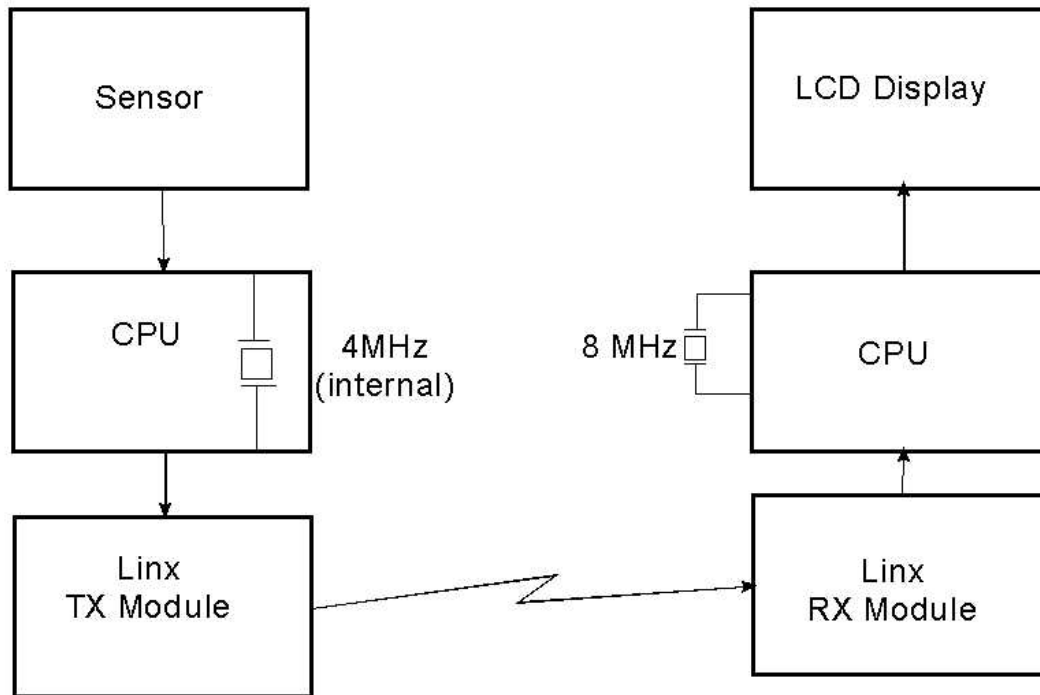 Sensor
LCD Display
CPU
4MHz
(internal)
8 MHz
CPU
Linx
TX Module
Linx
RX Module